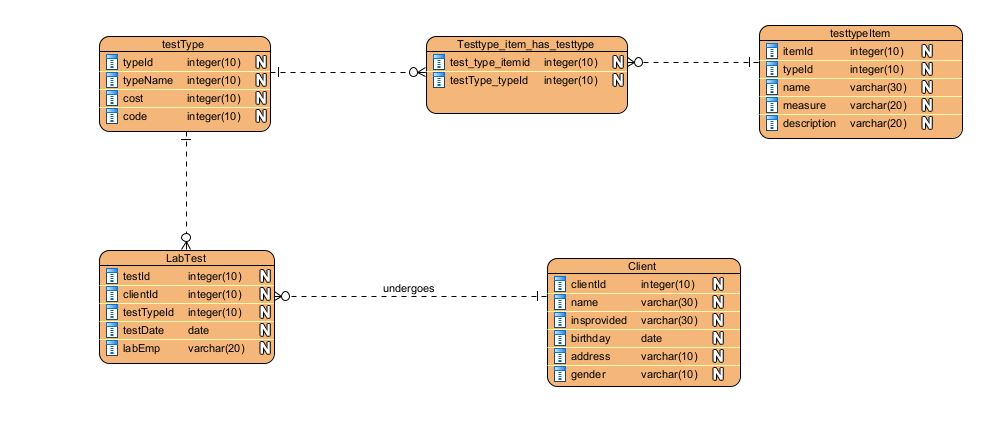 testType
typeId integer(10) N
typeName integer(10) N
cost integer(10) N
code integer(10) N
Testtype_item_has_testtype
test_type_itemid integer(10) N
testType_typeId integer(10) N
testtypeItem
itemId integer(10) N
typeId integer(10) N
name varchar(30) N
measure varchar(20) N
description varchar(20) N
LabTest
testId integer(10) N
clientId integer(10) N
testTypeId integer(10) N
testDate date N
labEmp varchar(20) N
undergoes
Client
clientId integer(10) N
name varchar(30) N
insprovided varchar(30) N
birthday date N
address varchar(10) N
gender varchar(10) N